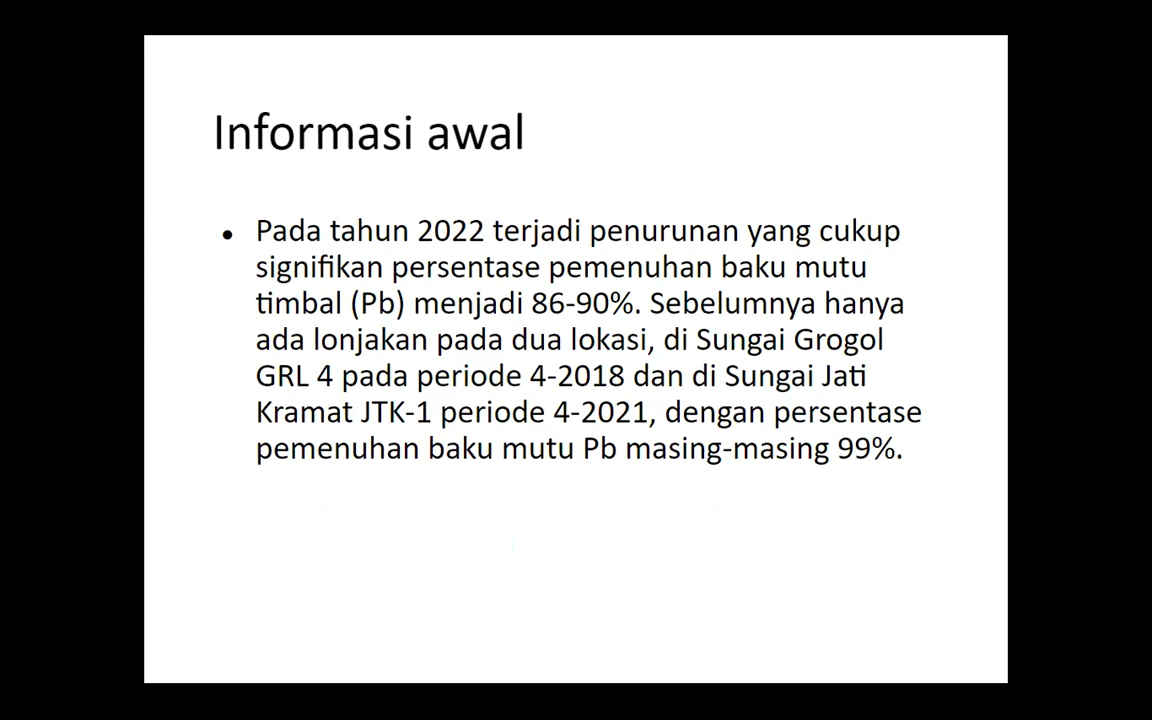 Informasi awal
• Pada tahun 2022 terjadi penurunan yang cukup
signifikan persentase pemenuhan baku mutu
timbal (Pb) menjadi 86-90%. Sebelumnya hanya
ada lonjakan pada dua lokasi, di Sungai Grogol
GRL 4 pada periode 4-2018 dan di Sungai Jati
Kramat JTK-1 periode 4-2021, dengan persentase
pemenuhan baku mutu Pb masing-masing 99%.